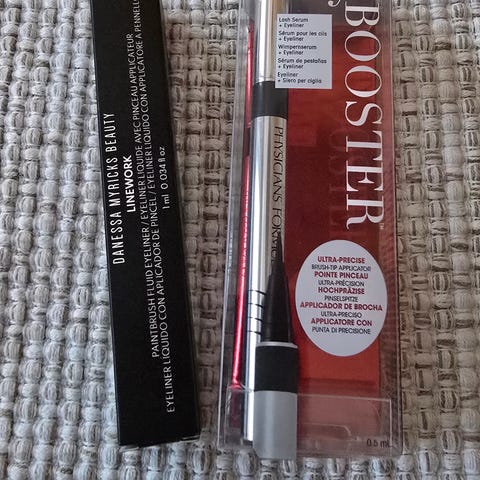 DANESSA MYRICKS BEAUTY
LINEWORK
PAINTBRUSH FLUID EYELINER / EYELINER LIQUIDE AVEC PINCEAU APPLICATEUR
EYELINER LÍQUIDO CON APLICADOR DE PINCEL / EYELINER LIQUIDO CON APPLICATORE A PENNELLO
1ml 0.034 fl oz
Lash Serum
+ Eyeliner
Sérum pour les cils
+ Eyeliner
Wimpernserum
+ Eyeliner
Sérum de pestañas
+ Eyeliner
Eyeliner
+ Siero per ciglia
BOOSTER™
PHYSICIANS FORMULA
ULTRA-PRECISE
BRUSH-TIP APPLICATOR
POINTE PINCEAU
ULTRA-PRÉCISION
HOCHPRÄZISE
PINSELSPITZE
APPLICADOR DE BROCHA
ULTRA-PRECISO
APPLICATORE CON
PUNTA DI PRECISIONE
0.5 mL